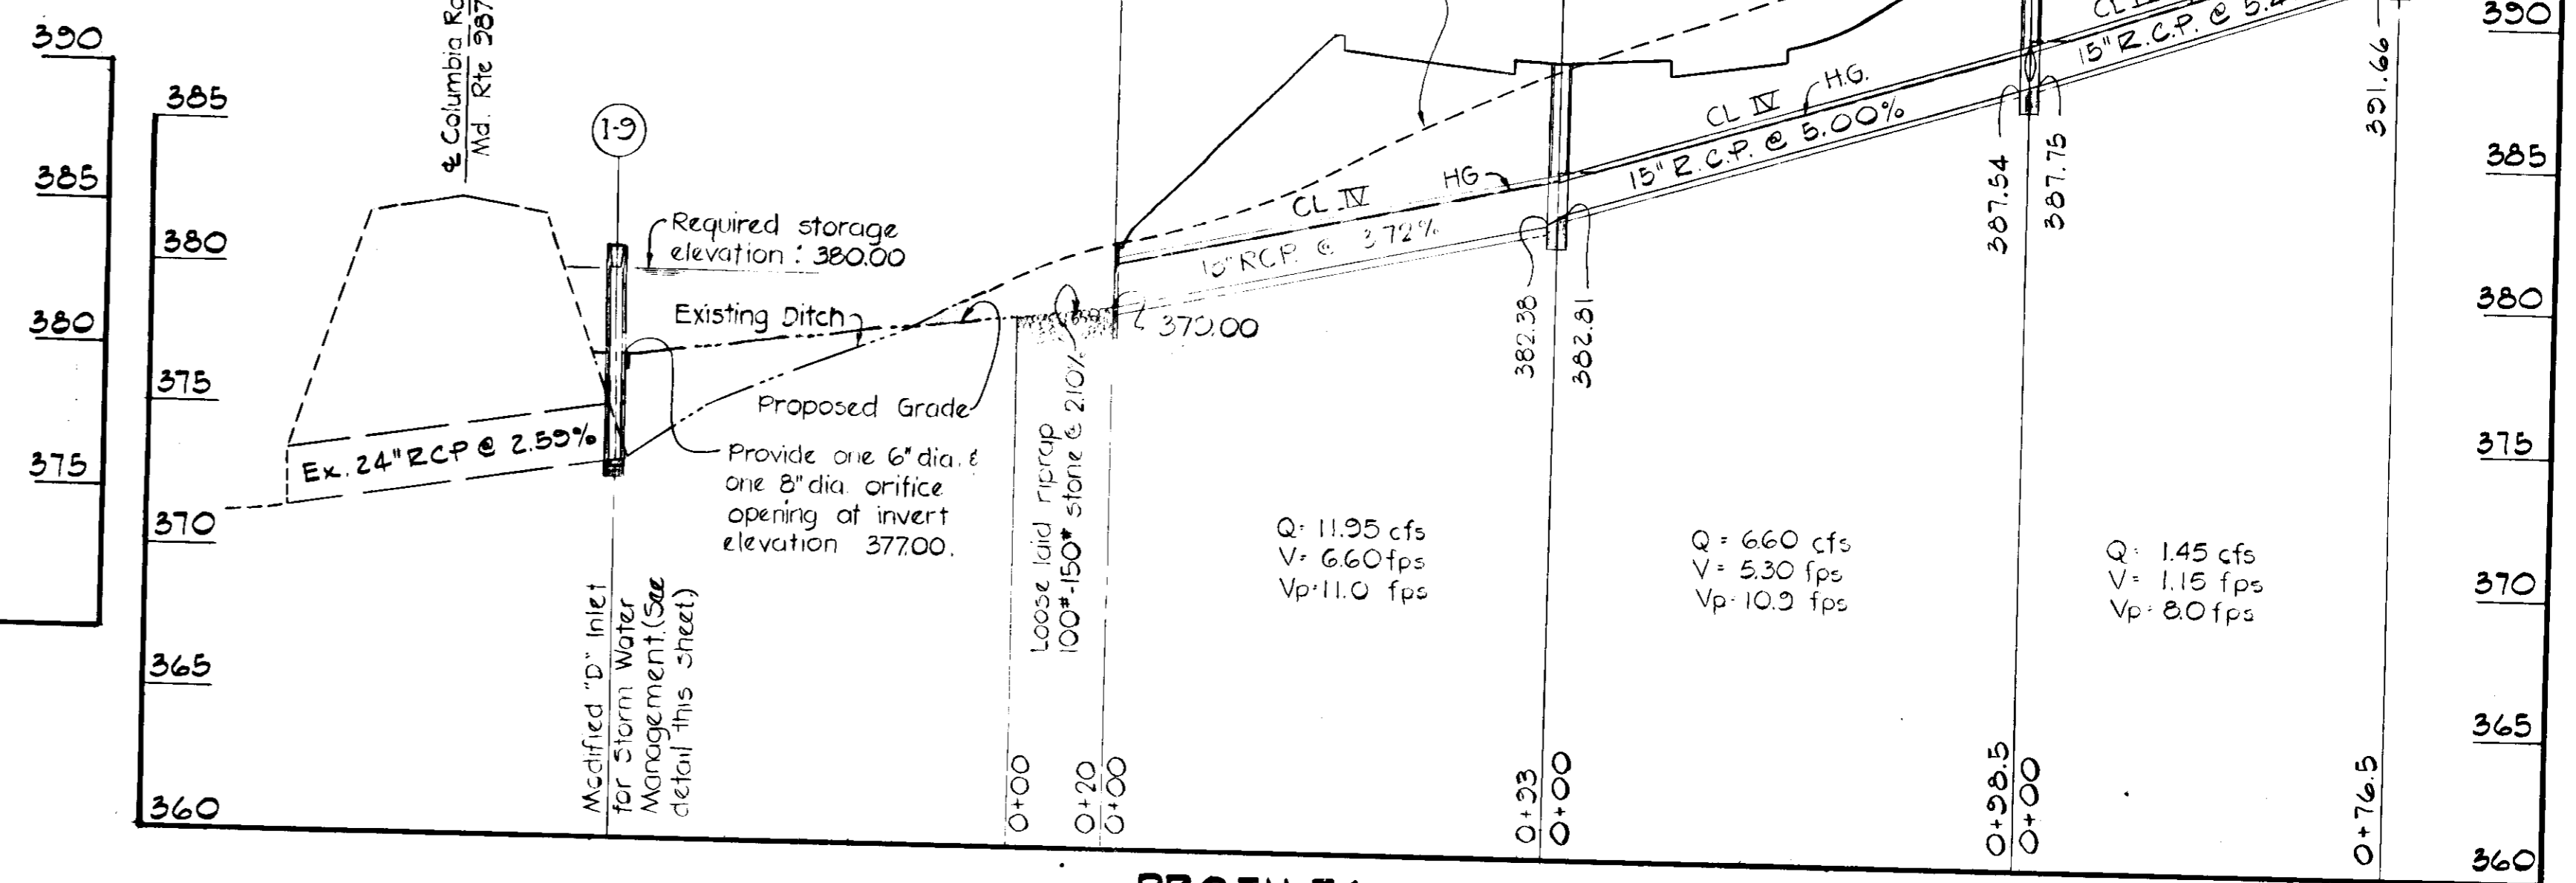 390
385
380
375
385
380
375
370
365
360
℄ Columbia
Md. Rte 987
1-9
Required storage
elevation : 380.00
Existing Ditch
Proposed Grade
Ex. 24" RCP @ 2.59%
Provide one 6" dia. &
one 8" dia. orifice
opening at invert
elevation 377.00.
Modified "D" Inlet
for Storm Water
Management. (See
detail this sheet)
Loose laid riprap
100#-150# stone @ 2.10%
0+00
0+20
0+00
CL IV
HG
15" RCP @ 3.72%
379.00
Q= 11.95 cfs
V= 6.60 fps
Vp= 11.0 fps
382.38
382.81
0+93
0+00
CL IV
H.G.
15" R.C.P. @ 5.00%
Q = 6.60 cfs
V = 5.30 fps
Vp= 10.9 fps
387.54
387.75
0+98.5
0+00
15" R.C.P. @
Q= 1.45 cfs
V= 1.15 fps
Vp= 8.0 fps
391.66
0+76.5
390
385
380
375
370
365
360